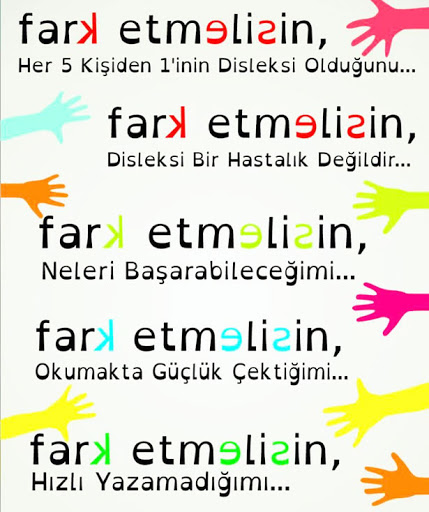 fark etmelisin,
Her 5 Kişiden 1'inin Disleksi Olduğunu...
fark etmelisin,
Disleksi Bir Hastalık Değildir...
fark etmelisin,
Neleri Başarabileceğimi...
fark etmelisin,
Okumakta Güçlük Çektiğimi...
fark etmelisin,
Hızlı Yazamadığımı...